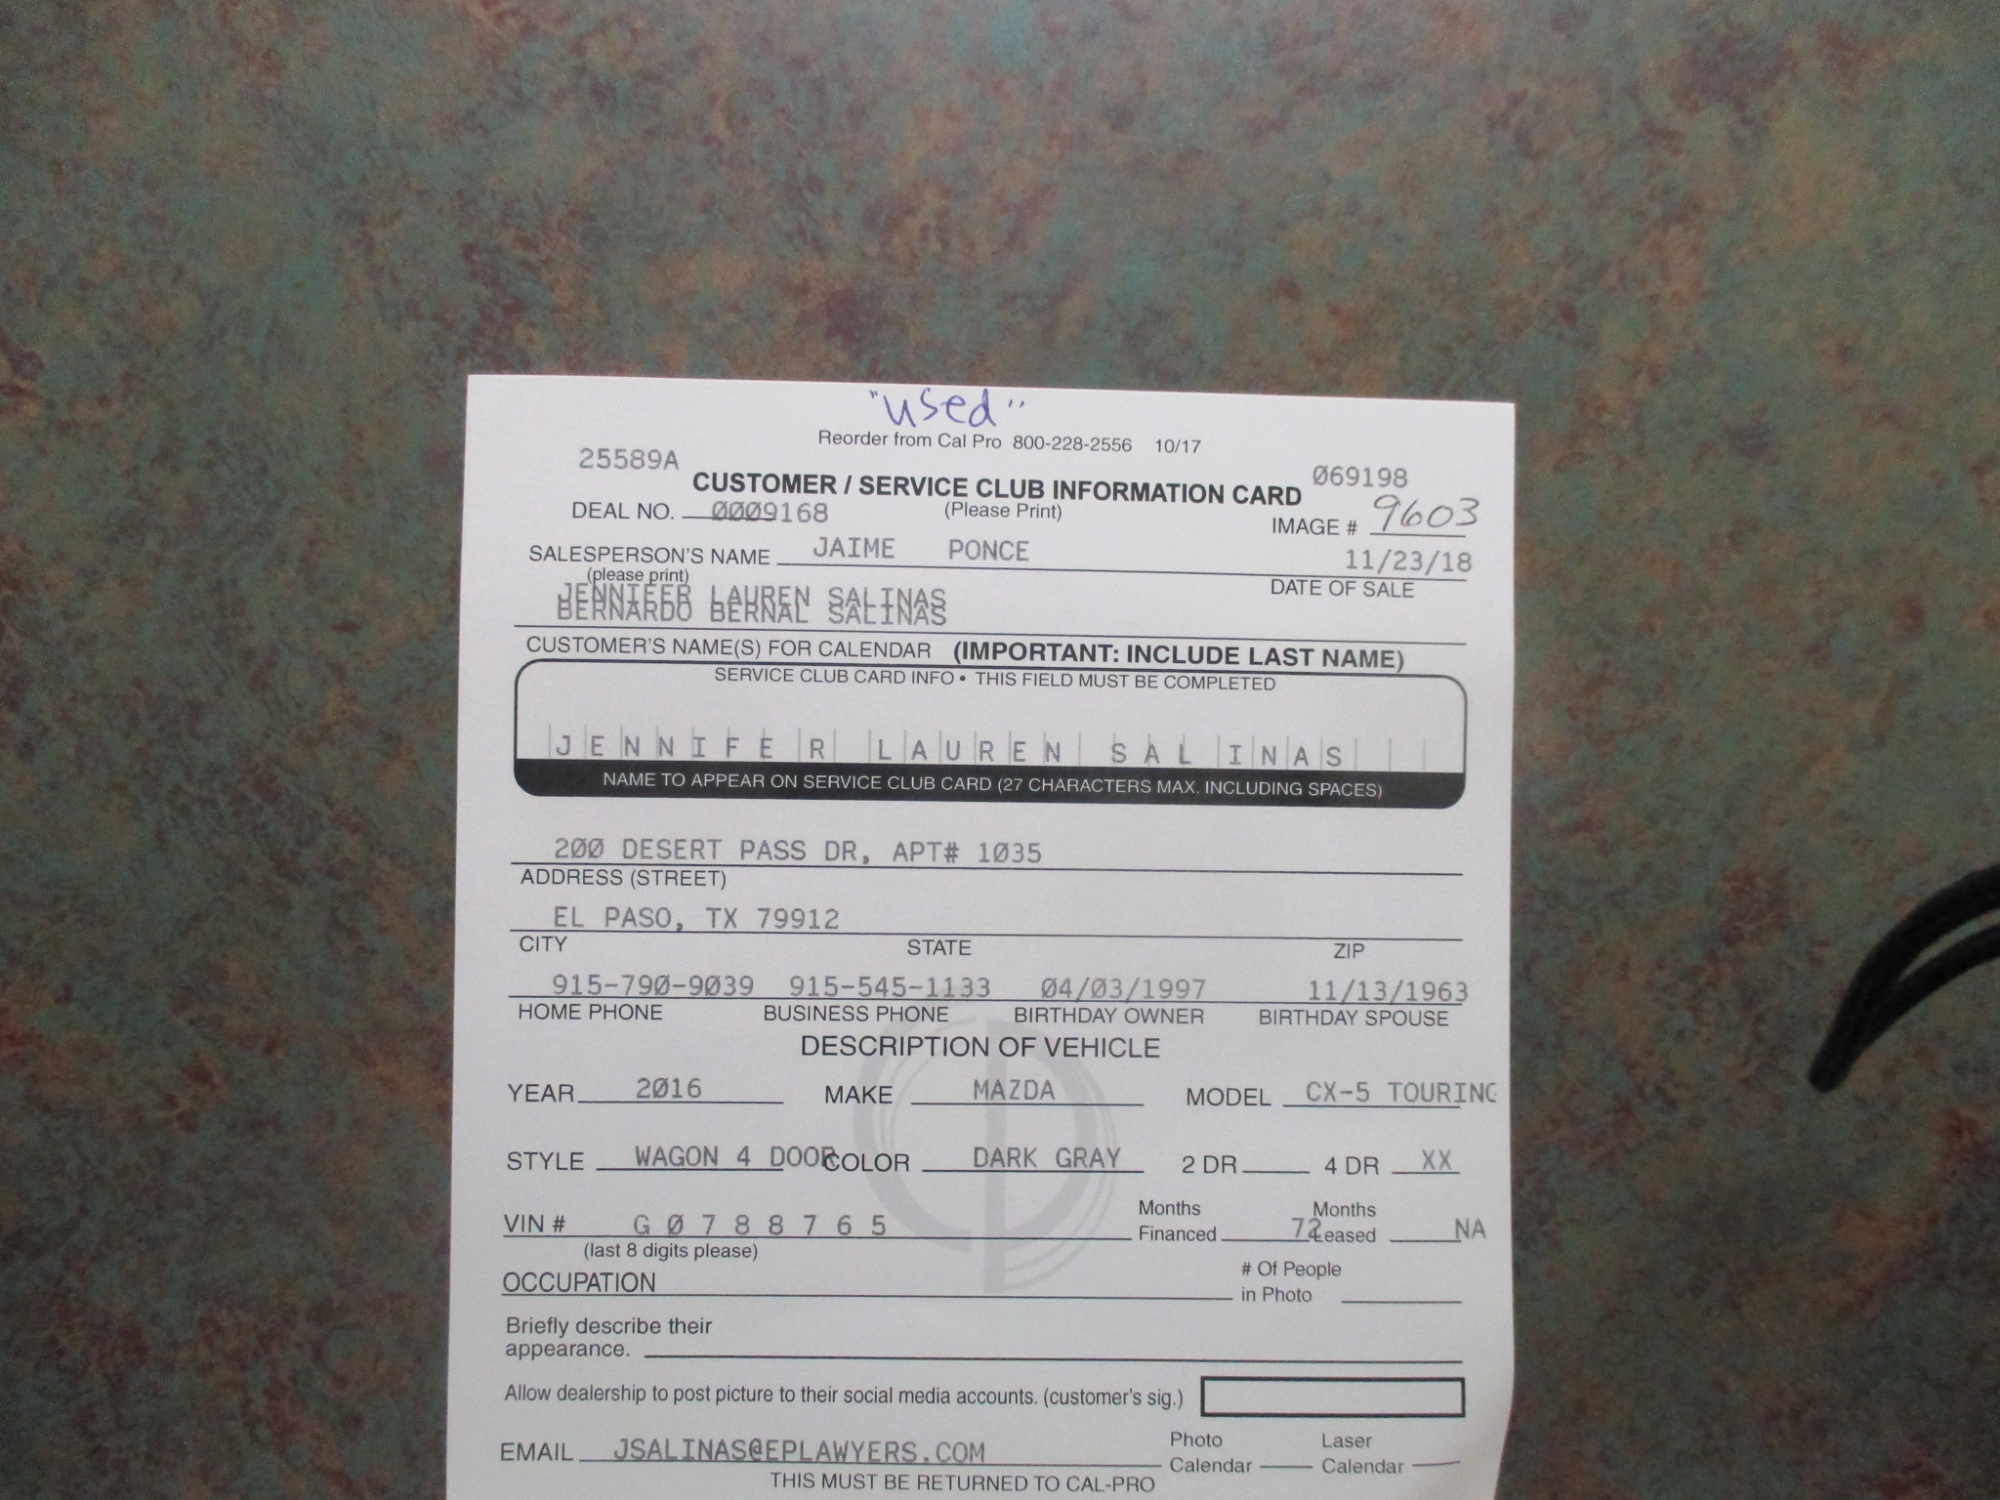 "used"
Reorder from Cal Pro 800-228-2556 10/17
25589A
069198
CUSTOMER / SERVICE CLUB INFORMATION CARD
DEAL NO. 0009168 (Please Print) IMAGE # 9603
SALESPERSON'S NAME JAIME PONCE 11/23/18
(please print) DATE OF SALE
JENNIFER LAUREN SALINAS
BERNARDO BERNAL SALINAS
CUSTOMER'S NAME(S) FOR CALENDAR (IMPORTANT: INCLUDE LAST NAME)
SERVICE CLUB CARD INFO • THIS FIELD MUST BE COMPLETED
JENNIFER LAUREN SALINAS
NAME TO APPEAR ON SERVICE CLUB CARD (27 CHARACTERS MAX. INCLUDING SPACES)
200 DESERT PASS DR, APT# 1035
ADDRESS (STREET)
EL PASO, TX 79912
CITY STATE ZIP
915-790-9039 915-545-1133 04/03/1997 11/13/1963
HOME PHONE BUSINESS PHONE BIRTHDAY OWNER BIRTHDAY SPOUSE
DESCRIPTION OF VEHICLE
YEAR 2016 MAKE MAZDA MODEL CX-5 TOURING
STYLE WAGON 4 DOOR COLOR DARK GRAY 2 DR 4 DR XX
VIN # G0788765 Months Financed 72 Months Leased NA
(last 8 digits please)
OCCUPATION # Of People in Photo
Briefly describe their
appearance.
Allow dealership to post picture to their social media accounts. (customer's sig.)
EMAIL JSALINAS@EPLAWYERS.COM Photo Calendar Laser Calendar
THIS MUST BE RETURNED TO CAL-PRO